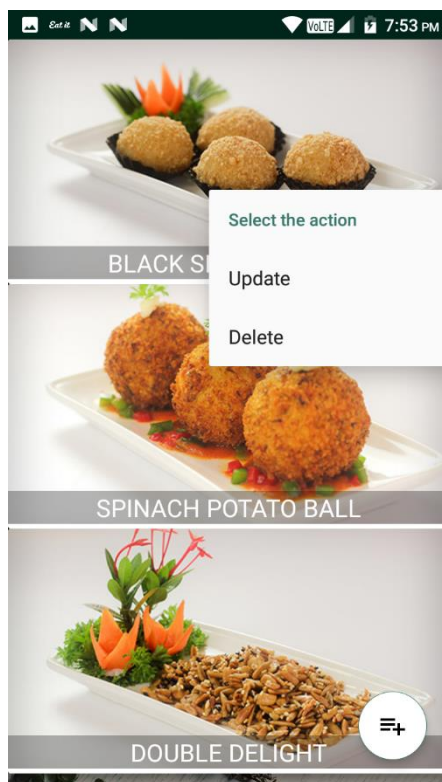 Eat it VoLTE 7:53 PM
Select the action
BLACK
Update
Delete
SPINACH POTATO BALL
DOUBLE DELIGHT